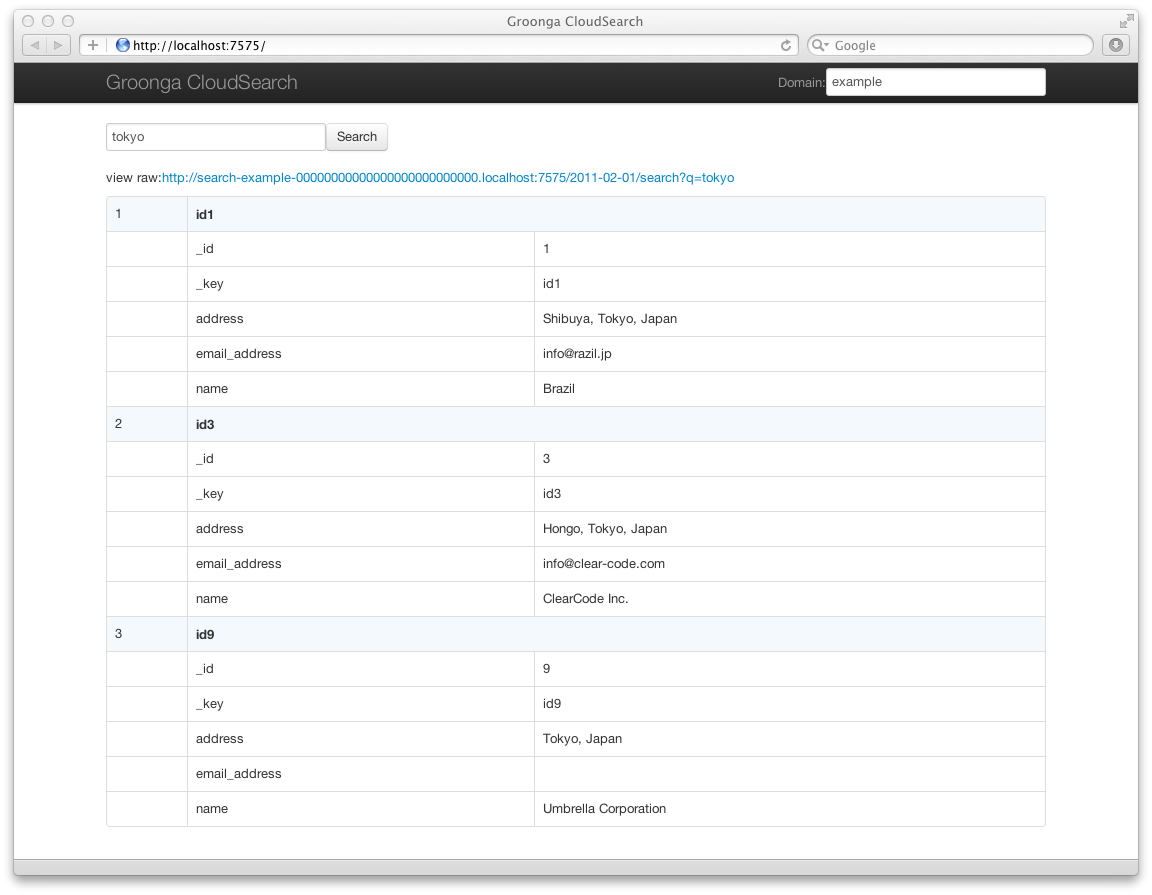 Groonga CloudSearch
http://localhost:7575/
Google
Groonga CloudSearch
Domain: example
tokyo Search
view raw:http://search-example-00000000000000000000000000.localhost:7575/2011-02-01/search?q=tokyo
1 id1
_id 1
_key id1
address Shibuya, Tokyo, Japan
email_address info@razil.jp
name Brazil
2 id3
_id 3
_key id3
address Hongo, Tokyo, Japan
email_address info@clear-code.com
name ClearCode Inc.
3 id9
_id 9
_key id9
address Tokyo, Japan
email_address
name Umbrella Corporation